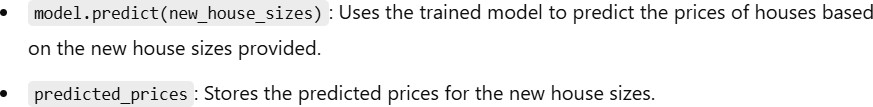 • model.predict(new_house_sizes): Uses the trained model to predict the prices of houses based
on the new house sizes provided.
• predicted_prices: Stores the predicted prices for the new house sizes.